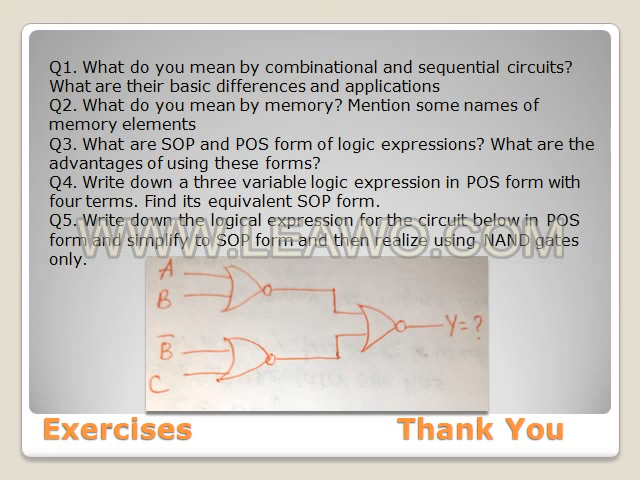 Q1. What do you mean by combinational and sequential circuits?
What are their basic differences and applications
Q2. What do you mean by memory? Mention some names of
memory elements
Q3. What are SOP and POS form of logic expressions? What are the
advantages of using these forms?
Q4. Write down a three variable logic expression in POS form with
four terms. Find its equivalent SOP form.
Q5. Write down the logical expression for the circuit below in POS
form and simplify to SOP form and then realize using NAND gates
only.
WWW.LEAWO.COM
A
B
Y=?
B̅
C
Exercises
Thank You